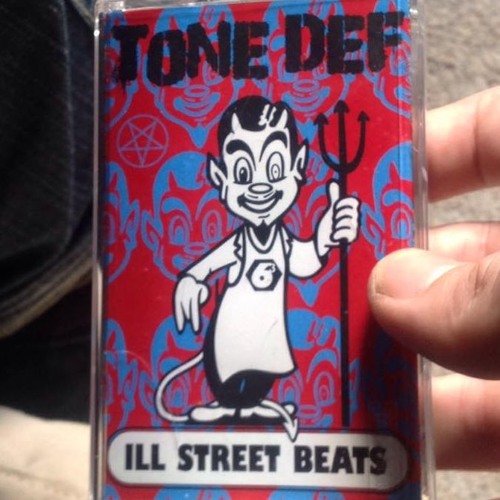 TONE DEF
6
ILL STREET BEATS